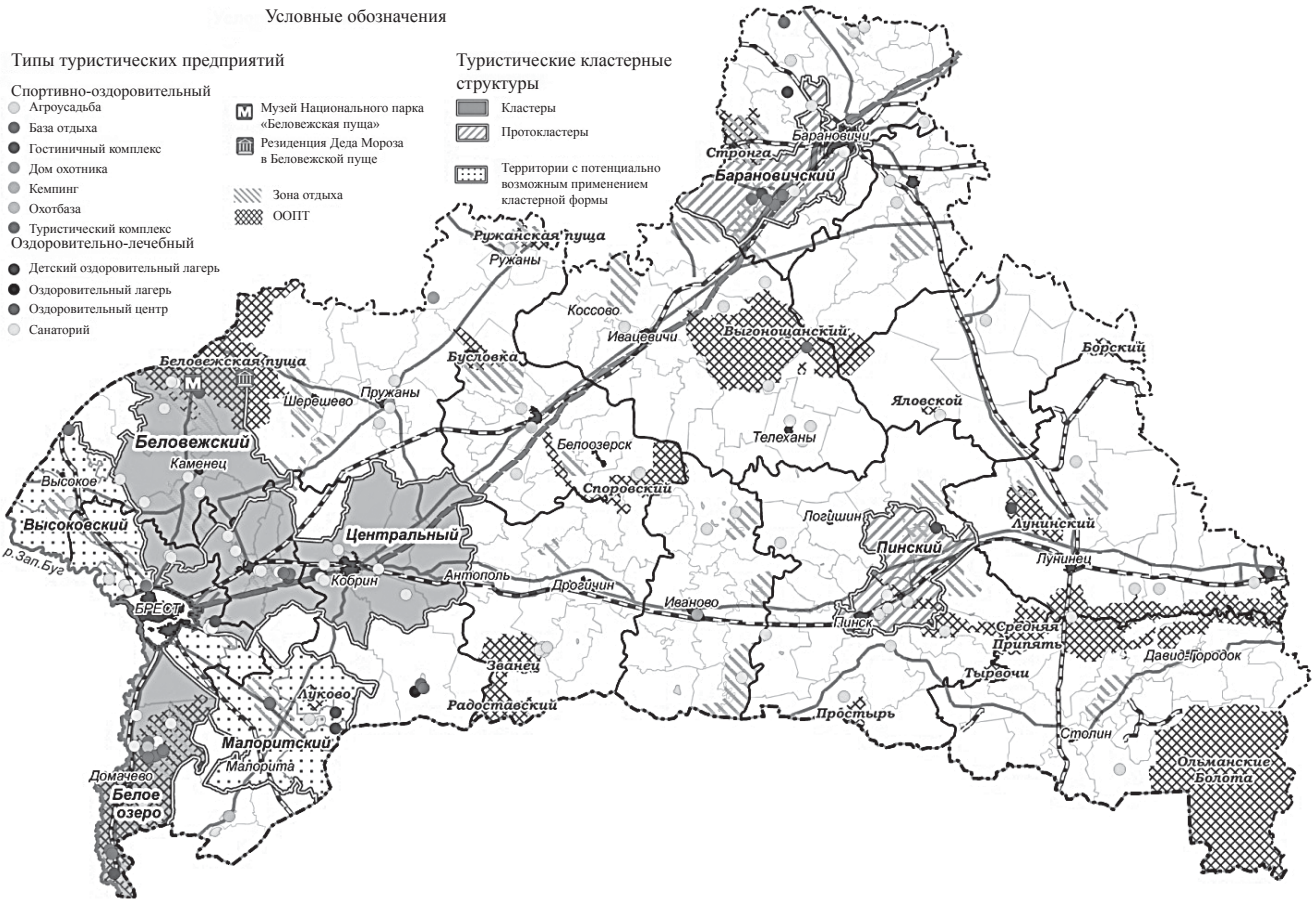 Условные обозначения
Типы туристических предприятий
Спортивно-оздоровительный
Агроусадьба
База отдыха
Гостиничный комплекс
Дом охотника
Кемпинг
Охотбаза
Туристический комплекс
Оздоровительно-лечебный
Детский оздоровительный лагерь
Оздоровительный лагерь
Оздоровительный центр
Санаторий
М Музей Национального парка
«Беловежская пуща»
Резиденция Деда Мороза
в Беловежской пуще
Зона отдыха
ООПТ
Туристические кластерные
структуры
Кластеры
Протокластеры
Территории с потенциально
возможным применением
кластерной формы
Барановичи
Стронга
Барановичский
Ружанская пуща
Ружаны
Коссово
Ивацевичи
Выгонощанский
Борский
Беловежская пуща
М
Бусловка
Шерешево
Пружаны
Яловской
Телеханы
Беловежский
Каменец
Белоозерск
Споровский
Высокое
Высоковский
р.Зап.Буг
Центральный
Кобрин
Антополь
Дрогичин
Иваново
Логишин
Пинский
Лунинский
Лунинец
БРЕСТ
Пинск
Средняя
Припять
Давид-Городок
Тырвочи
Званец
Радоставский
Луково
Простырь
Столин
Малоритский
Малорита
Домачево
Белое
озеро
Ольманские
Болота